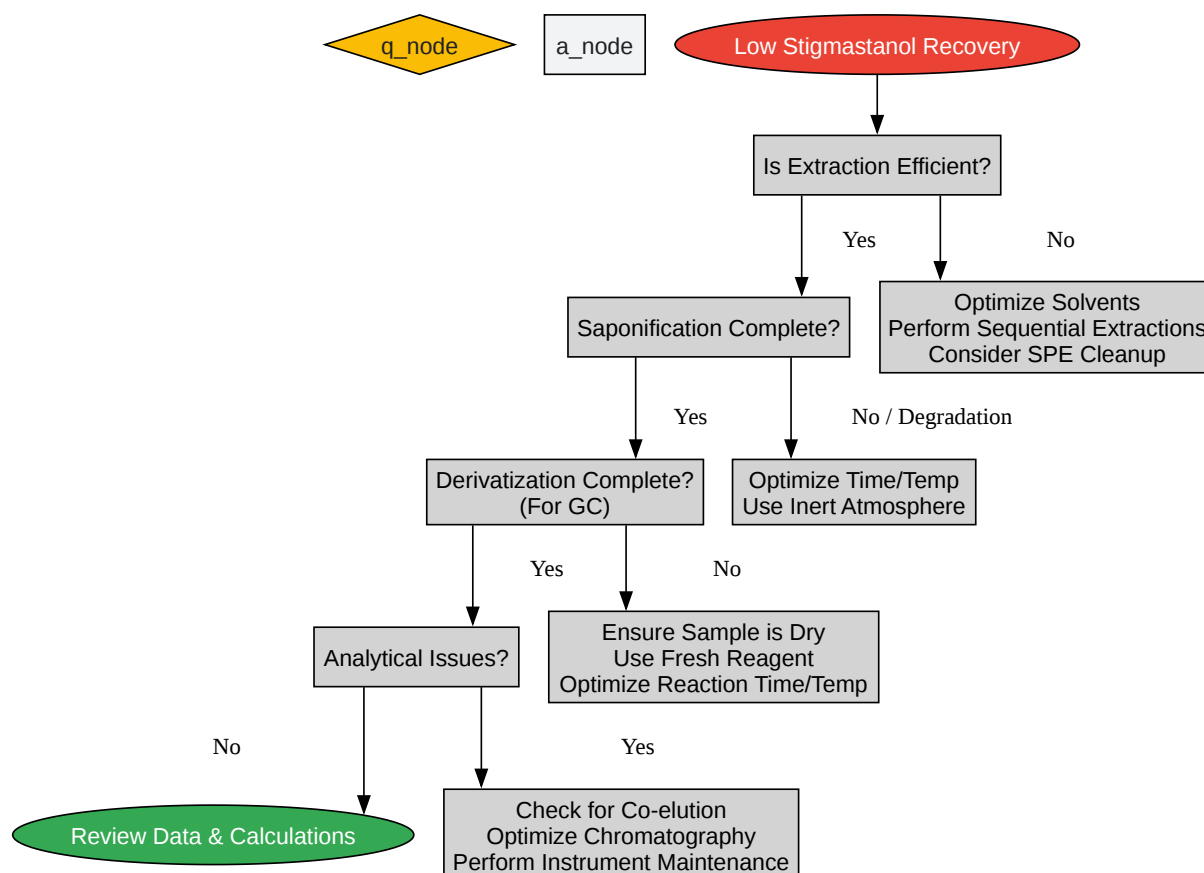 q_node
a_node
Low Stigmastanol Recovery
Is Extraction Efficient?
Yes
No
Optimize Solvents
Perform Sequential Extractions
Consider SPE Cleanup
Saponification Complete?
Yes
No / Degradation
Derivatization Complete?
(For GC)
Optimize Time/Temp
Use Inert Atmosphere
Yes
No
Analytical Issues?
Ensure Sample is Dry
Use Fresh Reagent
Optimize Reaction Time/Temp
No
Yes
Review Data & Calculations
Check for Co-elution
Optimize Chromatography
Perform Instrument Maintenance